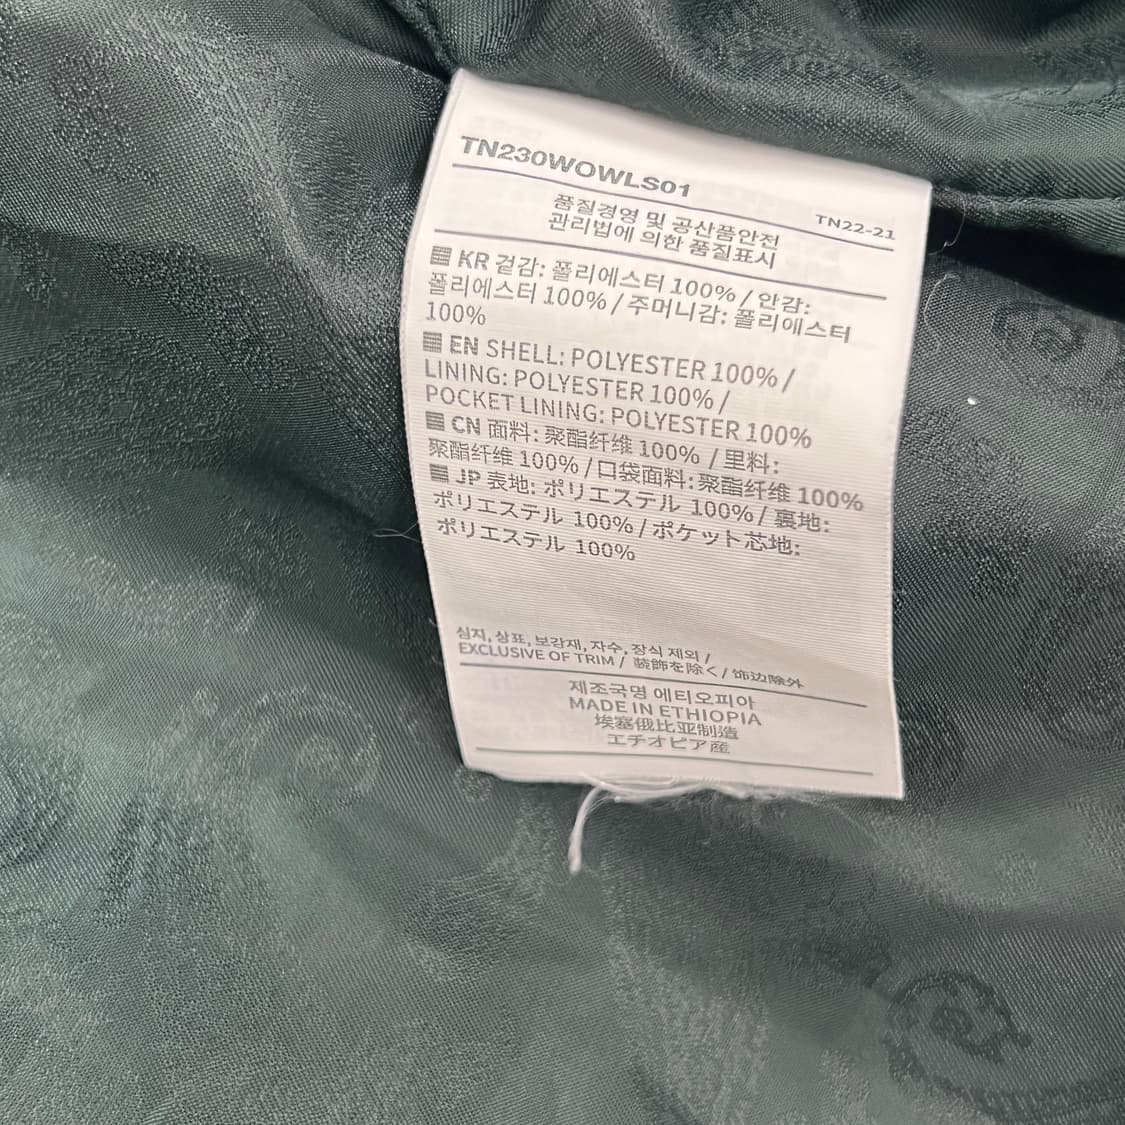 TN230WOWLS01
TN22-21
품질경영 및 공산품안전
관리법에 의한 품질표시
KR 겉감: 폴리에스터 100% / 안감:
폴리에스터 100% / 주머니감: 폴리에스터
100%
EN SHELL: POLYESTER 100% /
LINING: POLYESTER 100% /
POCKET LINING: POLYESTER 100%
CN 面料: 聚酯纤维 100% / 里料:
聚酯纤维 100% / 口袋面料: 聚酯纤维 100%
JP 表地: ポリエステル 100% / 裏地:
ポリエステル 100% / ポケット芯地:
ポリエステル 100%
심지, 상표, 보강재, 자수, 장식 제외 /
EXCLUSIVE OF TRIM / 装飾を除く / 饰边除外
제조국명 에티오피아
MADE IN ETHIOPIA
埃塞俄比亚制造
エチオピア産